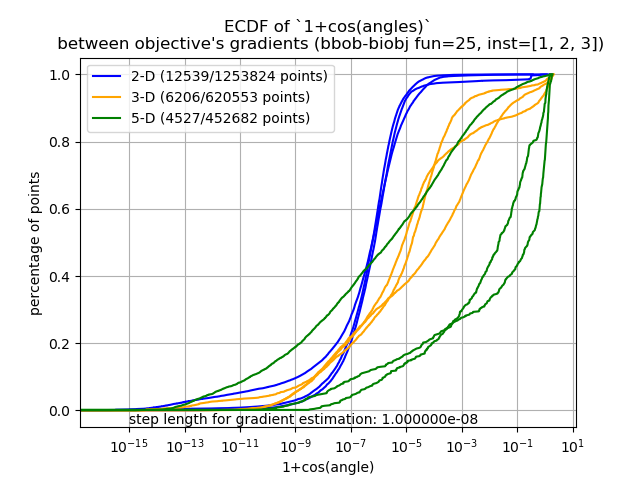 ECDF of `1+cos(angles)`
between objective's gradients (bbob-biobj fun=25, inst=[1, 2, 3])
1.0
0.8
0.6
0.4
0.2
0.0
percentage of points
2-D (12539/1253824 points)
3-D (6206/620553 points)
5-D (4527/452682 points)
step length for gradient estimation: 1.000000e-08
10⁻¹⁵ 10⁻¹³ 10⁻¹¹ 10⁻⁹ 10⁻⁷ 10⁻⁵ 10⁻³ 10⁻¹ 10¹
1+cos(angle)